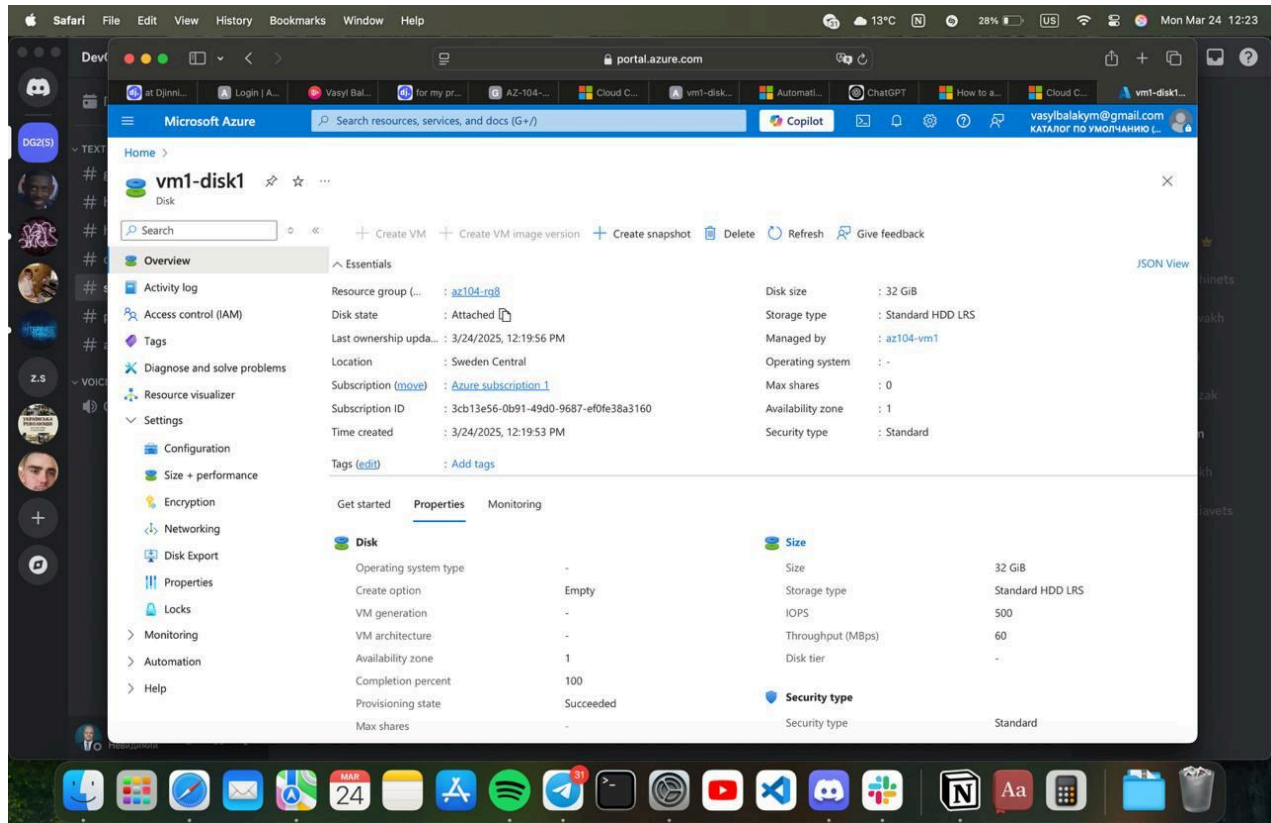 Safari File Edit View History Bookmarks Window Help 13°C 28% US Mon Mar 24 12:23
portal.azure.com
at Djinni... Login | A... Vasyl Bal... for my pr... AZ-104-... Cloud C... vm1-disk... Automati... ChatGPT How to a... Cloud C... vm1-disk1...
Microsoft Azure Search resources, services, and docs (G+/) Copilot vasylbalakym@gmail.com
КАТАЛОГ ПО УМОЛЧАНИЮ (...
Home >
vm1-disk1
Disk
Search
Create VM Create VM image version Create snapshot Delete Refresh Give feedback
Overview
Activity log
Access control (IAM)
Tags
Diagnose and solve problems
Resource visualizer
Settings
Configuration
Size + performance
Encryption
Networking
Disk Export
Properties
Locks
Monitoring
Automation
Help
Essentials JSON View
Resource group (... : az104-rg8
Disk state : Attached
Last ownership upda... : 3/24/2025, 12:19:56 PM
Location : Sweden Central
Subscription (move) : Azure subscription 1
Subscription ID : 3cb13e56-0b91-49d0-9687-ef0fe38a3160
Time created : 3/24/2025, 12:19:53 PM
Tags (edit) : Add tags
Disk size : 32 GiB
Storage type : Standard HDD LRS
Managed by : az104-vm1
Operating system : -
Max shares : 0
Availability zone : 1
Security type : Standard
Get started Properties Monitoring
Disk
Operating system type -
Create option Empty
VM generation -
VM architecture -
Availability zone 1
Completion percent 100
Provisioning state Succeeded
Max shares -
Size
Size 32 GiB
Storage type Standard HDD LRS
IOPS 500
Throughput (MBps) 60
Disk tier -
Security type
Security type Standard
DG2(S)
Z.S
MAR
24
31
Aa